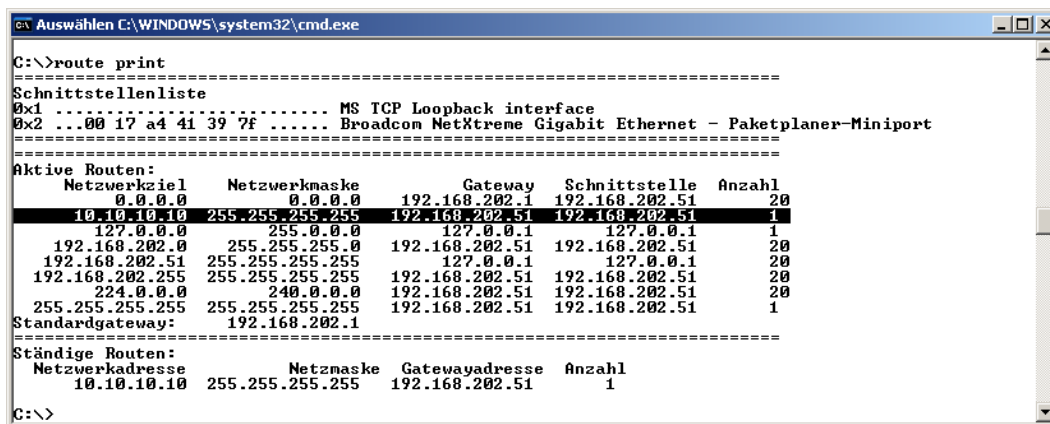 Auswählen C:\WINDOWS\system32\cmd.exe
C:\>route print
===========================================================================
Schnittstellenliste
0x1 ........................... MS TCP Loopback interface
0x2 ...00 17 a4 41 39 7f ...... Broadcom NetXtreme Gigabit Ethernet - Paketplaner-Miniport
===========================================================================
===========================================================================
Aktive Routen:
     Netzwerkziel    Netzwerkmaske          Gateway   Schnittstelle  Anzahl
          0.0.0.0          0.0.0.0    192.168.202.1  192.168.202.51      20
      10.10.10.10  255.255.255.255   192.168.202.51  192.168.202.51      1
        127.0.0.0        255.0.0.0        127.0.0.1       127.0.0.1      1
    192.168.202.0    255.255.255.0   192.168.202.51  192.168.202.51      20
   192.168.202.51  255.255.255.255        127.0.0.1       127.0.0.1      20
  192.168.202.255  255.255.255.255   192.168.202.51  192.168.202.51      20
        224.0.0.0        240.0.0.0   192.168.202.51  192.168.202.51      20
  255.255.255.255  255.255.255.255   192.168.202.51  192.168.202.51      1
Standardgateway:     192.168.202.1
===========================================================================
Ständige Routen:
  Netzwerkadresse          Netzmaske  Gatewayadresse  Anzahl
      10.10.10.10  255.255.255.255   192.168.202.51      1
C:\>